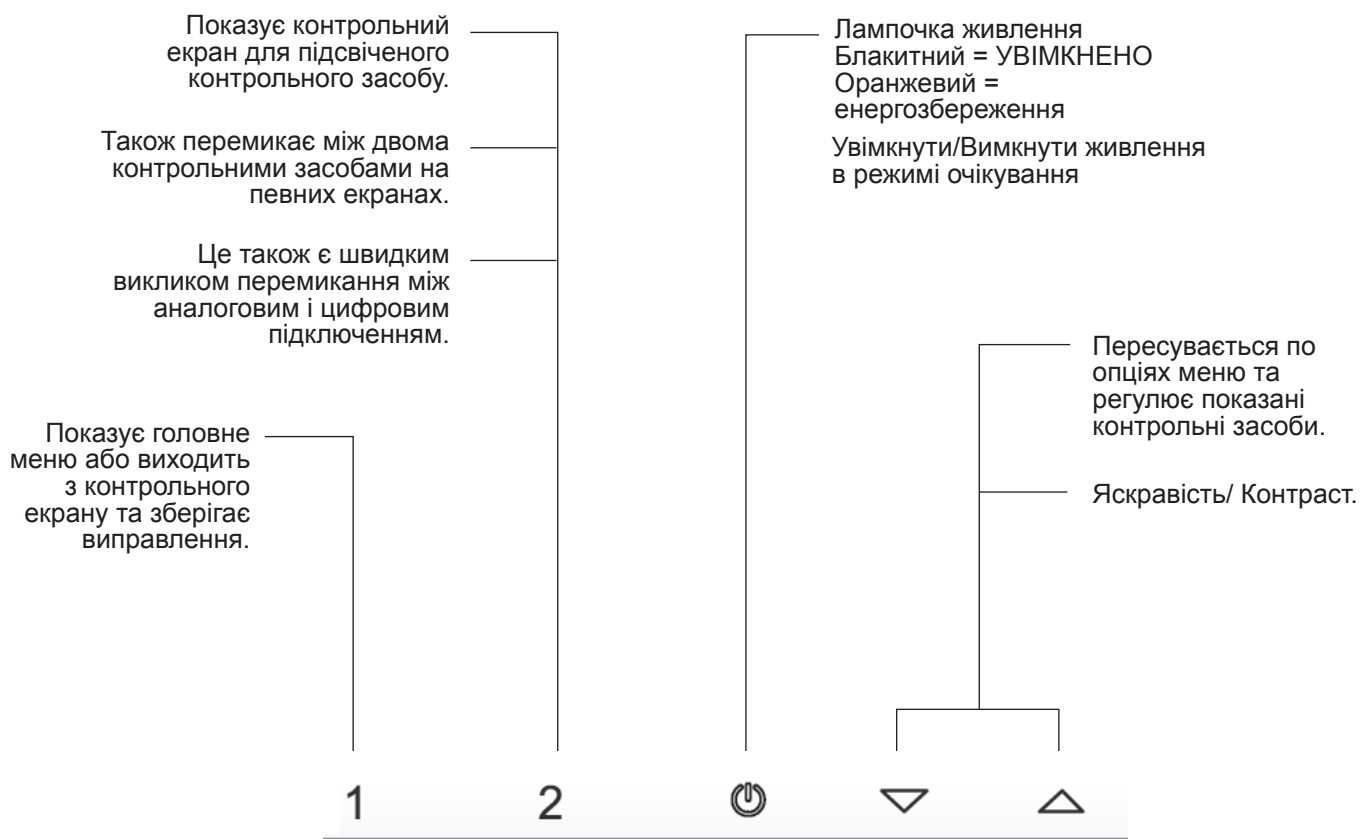 Показує контрольний
екран для підсвіченого
контрольного засобу.
Також перемикає між двома
контрольними засобами на
певних екранах.
Це також є швидким
викликом перемикання між
аналоговим і цифровим
підключенням.
Показує головне
меню або виходить
з контрольного
екрану та зберігає
виправлення.
Лампочка живлення
Блакитний = УВІМКНЕНО
Оранжевий =
енергозбереження
Увімкнути/Вимкнути живлення
в режимі очікування
Пересувається по
опціях меню та
регулює показані
контрольні засоби.
Яскравість/ Контраст.
1 2